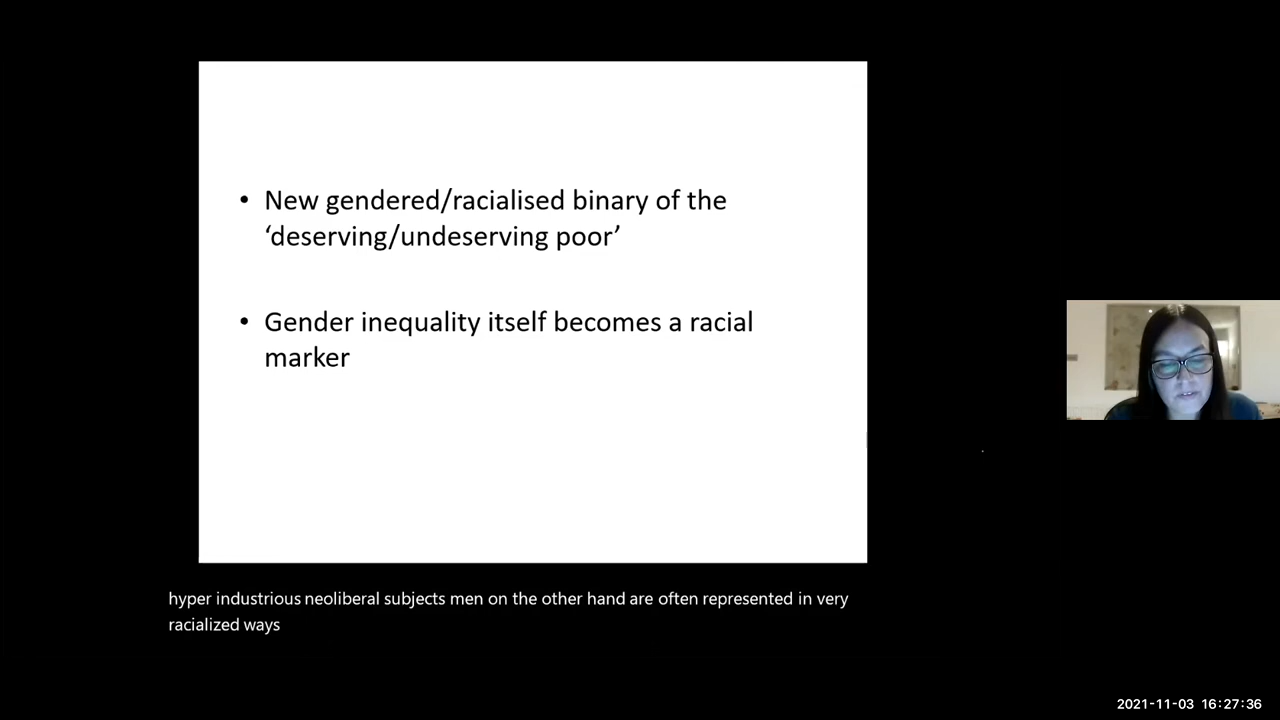 • New gendered/racialised binary of the
‘deserving/undeserving poor’
• Gender inequality itself becomes a racial
marker
hyper industrious neoliberal subjects men on the other hand are often represented in very
racialized ways
2021-11-03 16:27:36